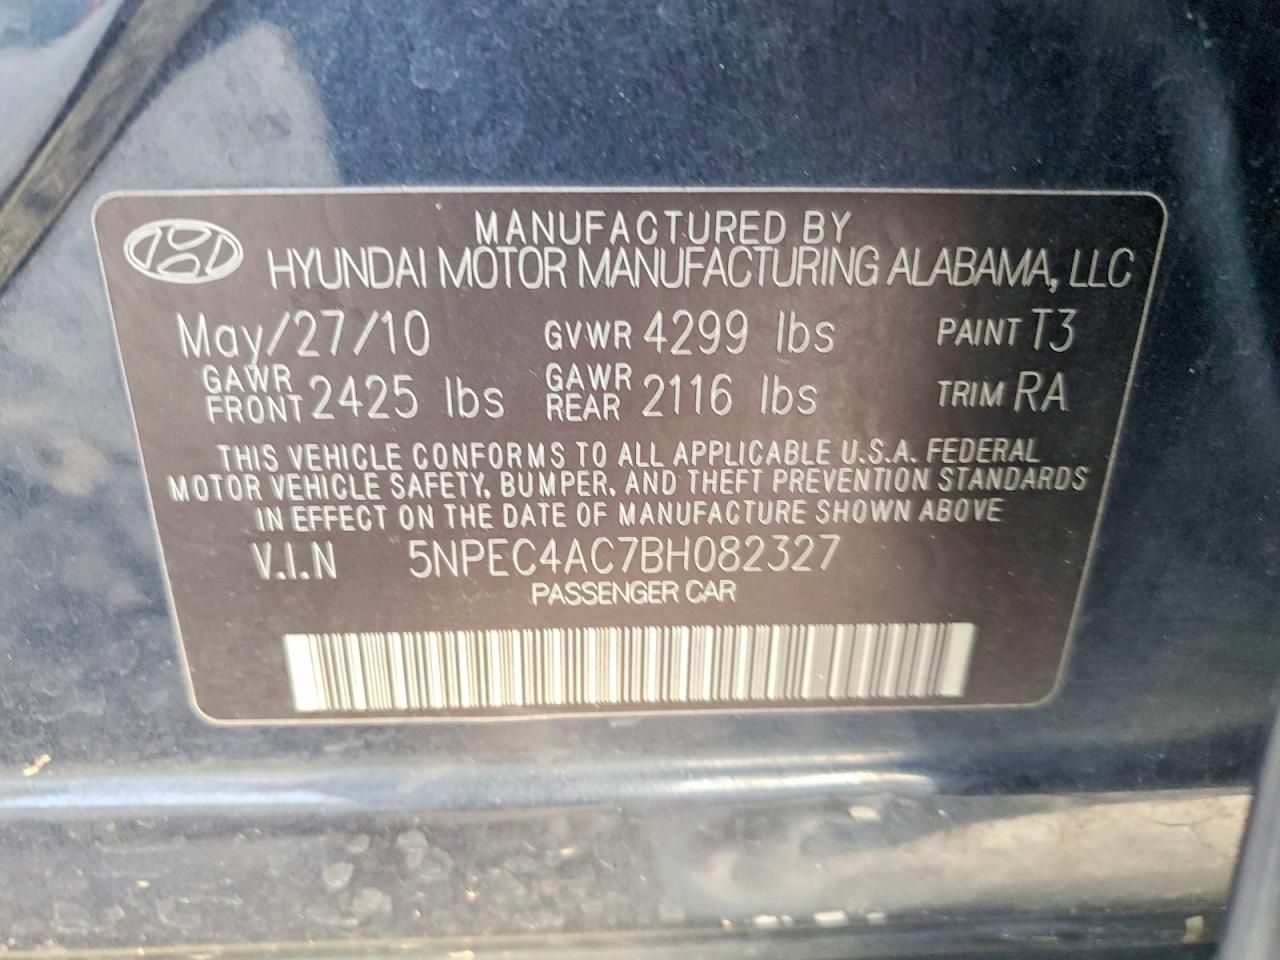 MANUFACTURED BY
HYUNDAI MOTOR MANUFACTURING ALABAMA, LLC
May/27/10 GVWR 4299 lbs PAINT T3
GAWR FRONT 2425 lbs GAWR REAR 2116 lbs TRIM RA
THIS VEHICLE CONFORMS TO ALL APPLICABLE U.S.A. FEDERAL
MOTOR VEHICLE SAFETY, BUMPER, AND THEFT PREVENTION STANDARDS
IN EFFECT ON THE DATE OF MANUFACTURE SHOWN ABOVE
V.I.N 5NPEC4AC7BH082327
PASSENGER CAR